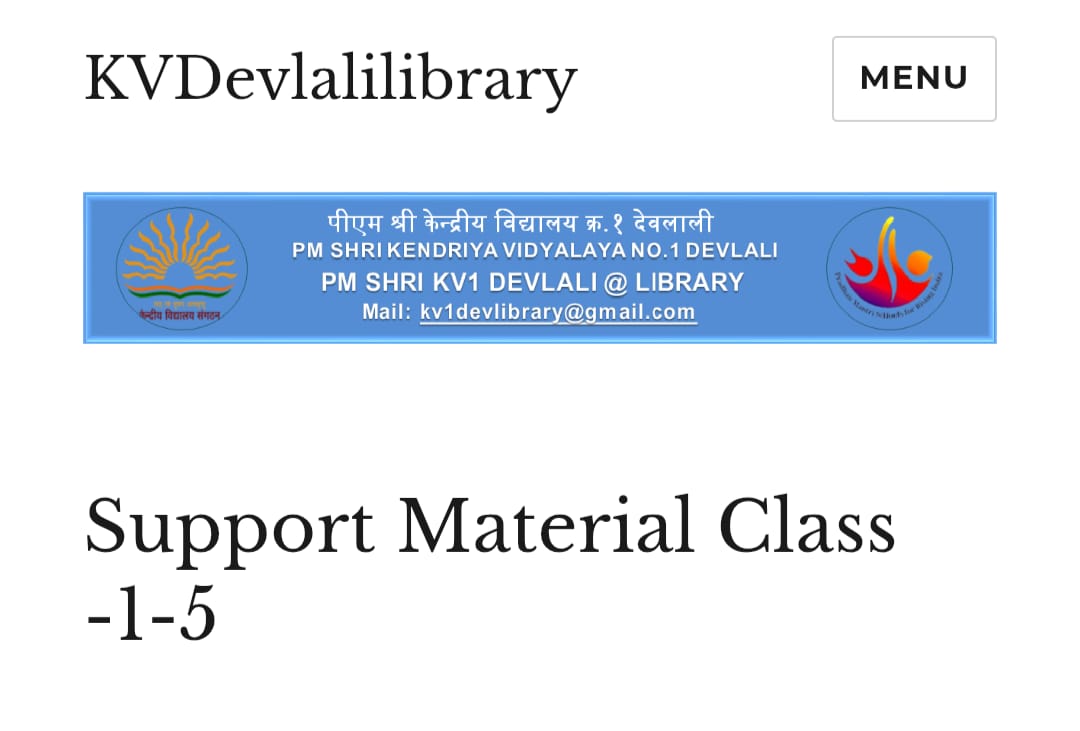 KVDevlalilibrary
MENU
पीएम श्री केन्द्रीय विद्यालय क्र.१ देवलाली
PM SHRI KENDRIYA VIDYALAYA NO.1 DEVLALI
PM SHRI KV1 DEVLALI @ LIBRARY
Mail: kv1devlibrary@gmail.com
केन्द्रीय विद्यालय संगठन
Pradhan Mantri Schools for Rising India
Support Material Class
-1-5